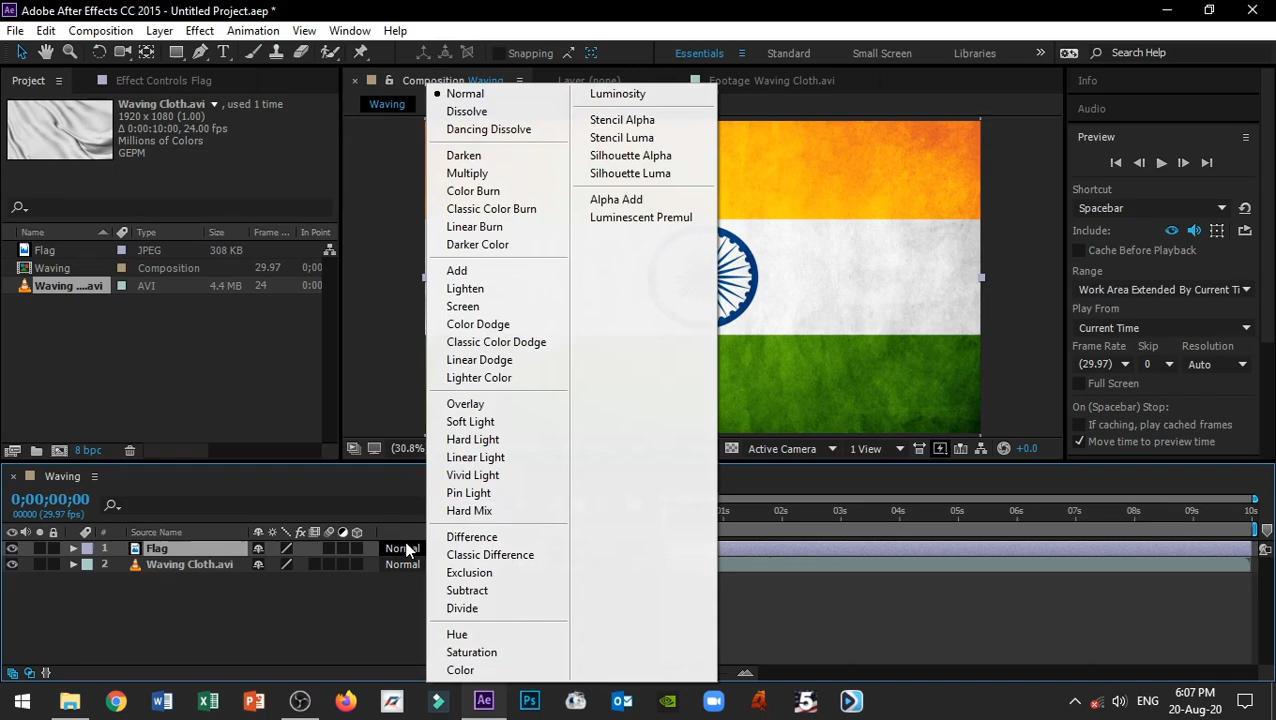 Adobe After Effects CC 2015 - Untitled Project.aep *
File Edit Composition Layer Effect Animation View Window Help
Snapping Essentials Standard Small Screen Libraries Search Help
Project Effect Controls Flag
Composition Waving Layer (none) Footage Waving Cloth.avi
Waving
Waving Cloth.avi , used 1 time
1920 x 1080 (1.00)
Δ 0:00:10:00, 24.00 fps
Millions of Colors
GEPM
Name Type Size Frame ... In Point
Flag JPEG 308 KB
Waving Composition 29.97 0;00
Waving ....avi AVI 4.4 MB 24 0:00
8 bpc
Normal
Dissolve
Dancing Dissolve
Darken
Multiply
Color Burn
Classic Color Burn
Linear Burn
Darker Color
Add
Lighten
Screen
Color Dodge
Classic Color Dodge
Linear Dodge
Lighter Color
Overlay
Soft Light
Hard Light
Linear Light
Vivid Light
Pin Light
Hard Mix
Difference
Classic Difference
Exclusion
Subtract
Divide
Hue
Saturation
Color
Luminosity
Stencil Alpha
Stencil Luma
Silhouette Alpha
Silhouette Luma
Alpha Add
Luminescent Premul
(30.8% Active Camera 1 View +0.0
Info
Audio
Preview
Shortcut
Spacebar
Include:
Cache Before Playback
Range
Work Area Extended By Current Ti
Play From
Current Time
Frame Rate Skip Resolution
(29.97) 0 Auto
Full Screen
On (Spacebar) Stop:
If caching, play cached frames
Move time to preview time
Waving
0;00;00;00
00000 (29.97 fps)
01s 02s 03s 04s 05s 06s 07s 08s 09s 10s
# Source Name
1 Flag Normal
2 Waving Cloth.avi Normal
ENG
6:07 PM
20-Aug-20